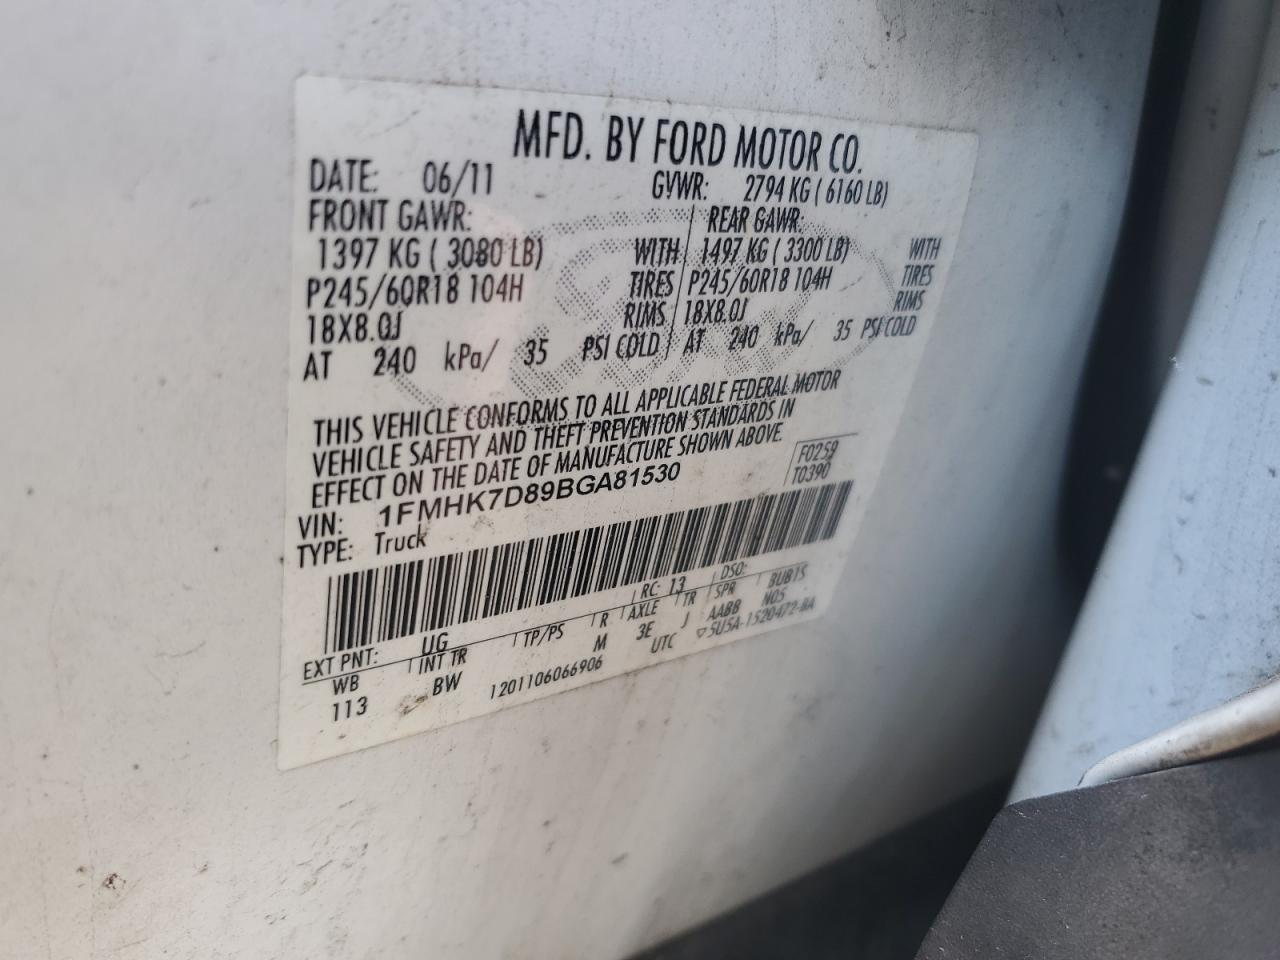 MFD. BY FORD MOTOR CO.
DATE: 06/11 GVWR: 2794 KG ( 6160 LB)
FRONT GAWR: REAR GAWR:
1397 KG ( 3080 LB) WITH 1497 KG ( 3300 LB) WITH
P245/60R18 104H TIRES P245/60R18 104H TIRES
18X8.0J RIMS 18X8.0J RIMS
AT 240 kPa/ 35 PSI COLD AT 240 kPa/ 35 PSI COLD
THIS VEHICLE CONFORMS TO ALL APPLICABLE FEDERAL MOTOR
VEHICLE SAFETY AND THEFT PREVENTION STANDARDS IN
EFFECT ON THE DATE OF MANUFACTURE SHOWN ABOVE.
F0259
VIN: 1FMHK7D89BGA81530 T0390
TYPE: Truck
EXT PNT: UG RC: 13 DSO:
WB INT TR TP/PS R AXLE TR SPR BUBTS
113 BW M 3E J AABB N05
1201106066906 UTC ▽5U5A-1520472-BA